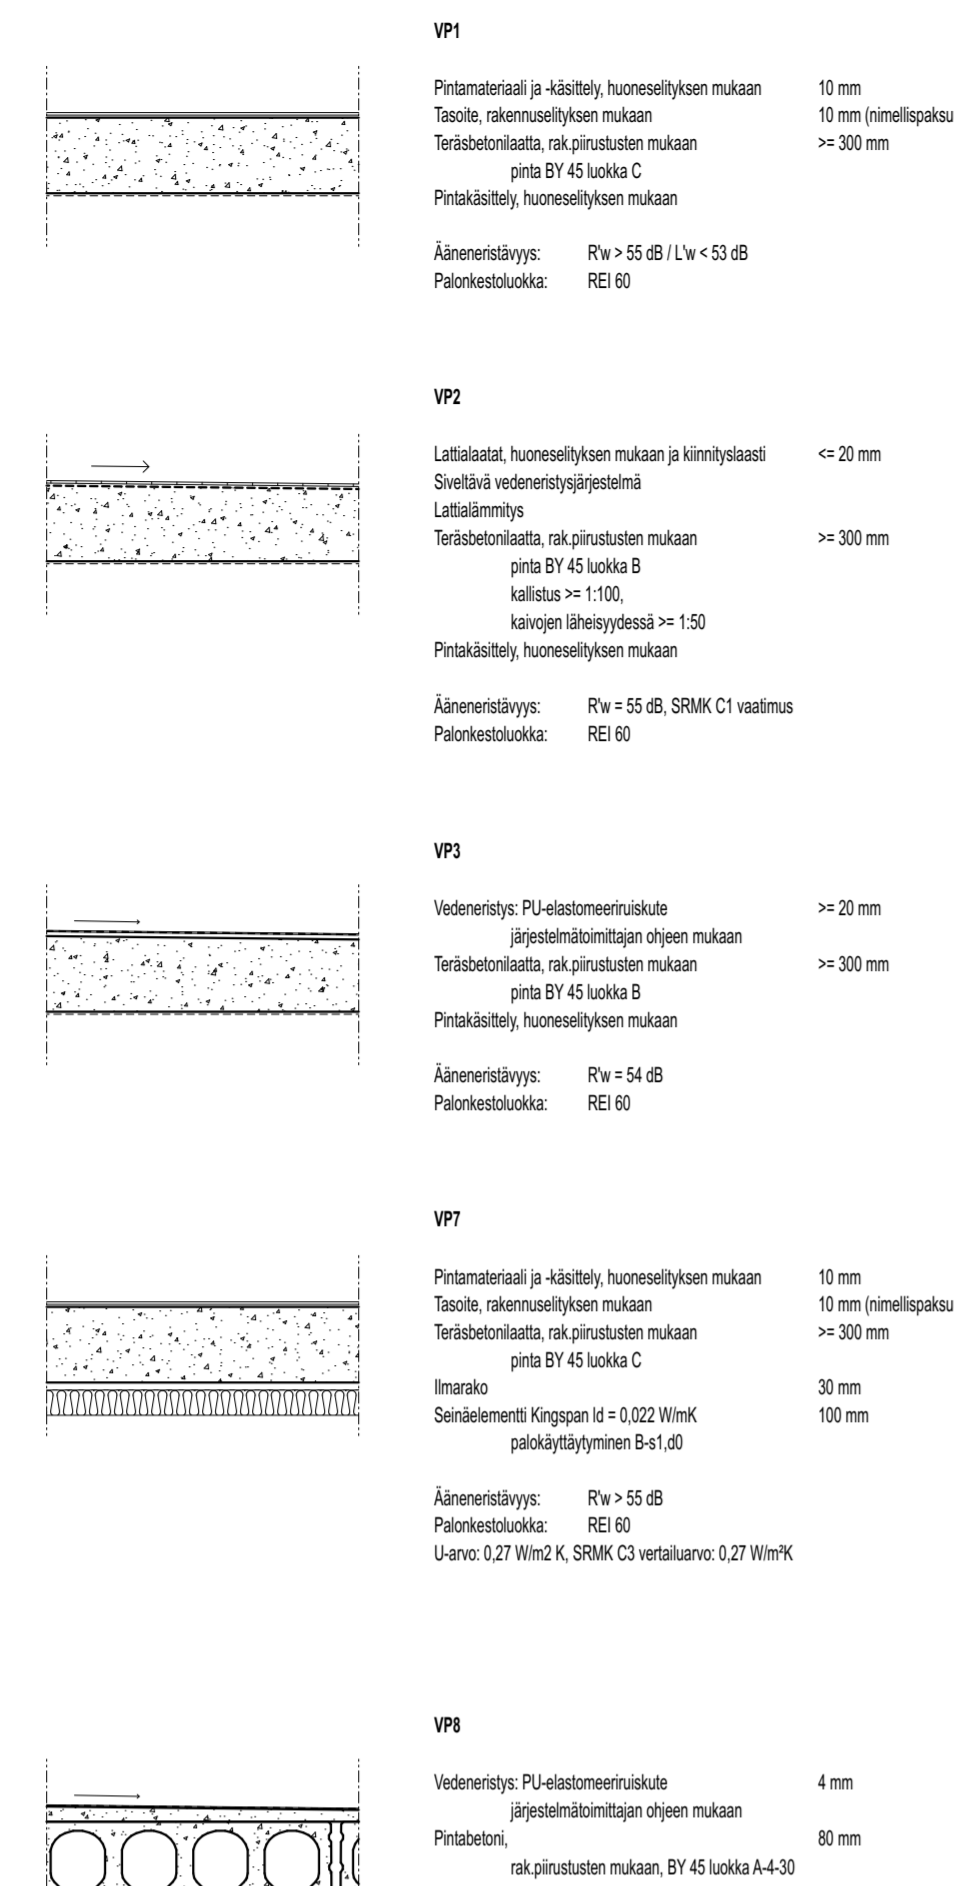 VP1
Pintamateriaali ja -käsittely, huoneselityksen mukaan 10 mm
Tasoite, rakennuselityksen mukaan 10 mm (nimellispaksu
Teräsbetonilaatta, rak.piirustusten mukaan >= 300 mm
pinta BY 45 luokka C
Pintakäsittely, huoneselityksen mukaan
Ääneneristävyys: R'w > 55 dB / L'w < 53 dB
Palonkestoluokka: REI 60
VP2
Lattialaatat, huoneselityksen mukaan ja kiinnityslaasti <= 20 mm
Siveltävä vedeneristysjärjestelmä
Lattialämmitys
Teräsbetonilaatta, rak.piirustusten mukaan >= 300 mm
pinta BY 45 luokka B
kallistus >= 1:100,
kaivojen läheisyydessä >= 1:50
Pintakäsittely, huoneselityksen mukaan
Ääneneristävyys: R'w = 55 dB, SRMK C1 vaatimus
Palonkestoluokka: REI 60
VP3
Vedeneristys: PU-elastomeeriruiskute >= 20 mm
järjestelmätoimittajan ohjeen mukaan
Teräsbetonilaatta, rak.piirustusten mukaan >= 300 mm
pinta BY 45 luokka B
Pintakäsittely, huoneselityksen mukaan
Ääneneristävyys: R'w = 54 dB
Palonkestoluokka: REI 60
VP7
Pintamateriaali ja -käsittely, huoneselityksen mukaan 10 mm
Tasoite, rakennuselityksen mukaan 10 mm (nimellispaksu
Teräsbetonilaatta, rak.piirustusten mukaan >= 300 mm
pinta BY 45 luokka C
Ilmarako 30 mm
Seinäelementti Kingspan ld = 0,022 W/mK 100 mm
palokäyttäytyminen B-s1,d0
Ääneneristävyys: R'w > 55 dB
Palonkestoluokka: REI 60
U-arvo: 0,27 W/m2 K, SRMK C3 vertailuarvo: 0,27 W/m²K
VP8
Vedeneristys: PU-elastomeeriruiskute 4 mm
järjestelmätoimittajan ohjeen mukaan
Pintabetoni, 80 mm
rak.piirustusten mukaan, BY 45 luokka A-4-30